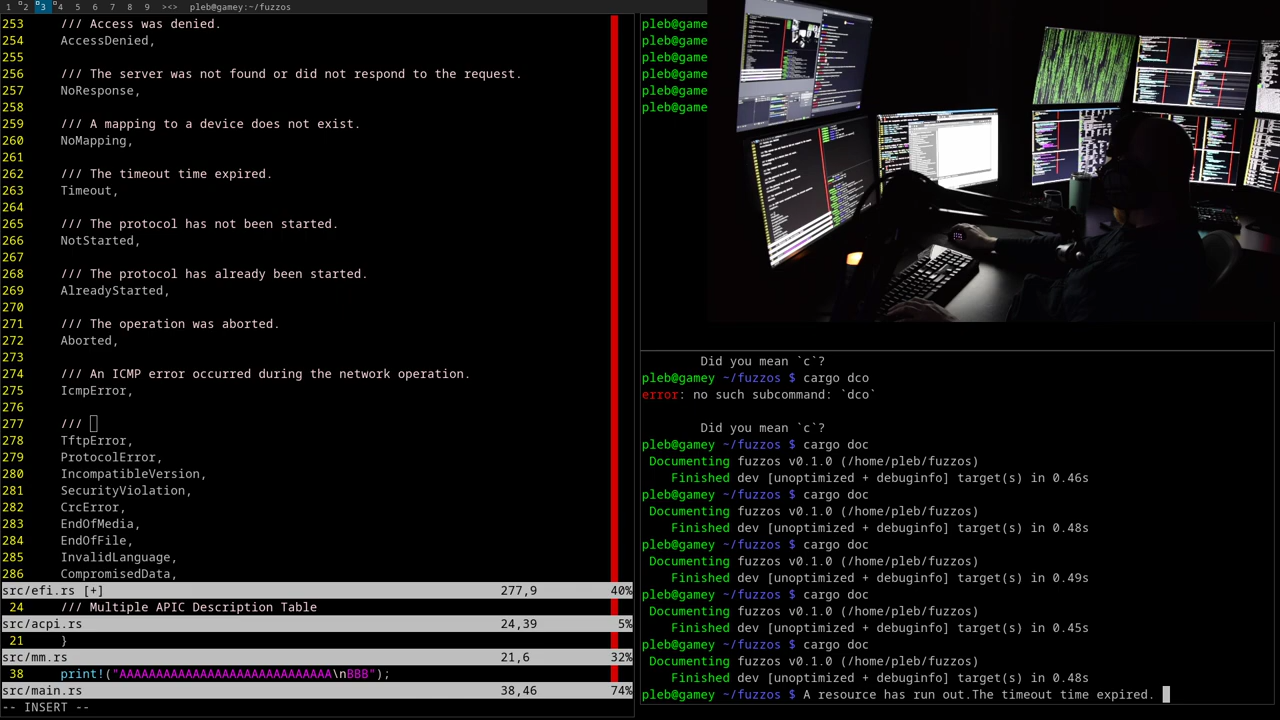 1 2 3 4 5 6 7 8 9 ><> pleb@gamey:~/fuzzos
253 /// Access was denied.
254 AccessDenied,
255
256 /// The server was not found or did not respond to the request.
257 NoResponse,
258
259 /// A mapping to a device does not exist.
260 NoMapping,
261
262 /// The timeout time expired.
263 Timeout,
264
265 /// The protocol has not been started.
266 NotStarted,
267
268 /// The protocol has already been started.
269 AlreadyStarted,
270
271 /// The operation was aborted.
272 Aborted,
273
274 /// An ICMP error occurred during the network operation.
275 IcmpError,
276
277 ///
278 TftpError,
279 ProtocolError,
280 IncompatibleVersion,
281 SecurityViolation,
282 CrcError,
283 EndOfMedia,
284 EndOfFile,
285 InvalidLanguage,
286 CompromisedData,
src/efi.rs [+] 277,9 40%
24 /// Multiple APIC Description Table
src/acpi.rs 24,39 5%
21 }
src/mm.rs 21,6 32%
38 print!("AAAAAAAAAAAAAAAAAAAAAAAAAAAAA\nBBB");
src/main.rs 38,46 74%
-- INSERT --
pleb@game
pleb@game
pleb@game
pleb@game
pleb@game
pleb@game
Did you mean `c`?
pleb@gamey ~/fuzzos $ cargo dco
error: no such subcommand: `dco`
Did you mean `c`?
pleb@gamey ~/fuzzos $ cargo doc
Documenting fuzzos v0.1.0 (/home/pleb/fuzzos)
Finished dev [unoptimized + debuginfo] target(s) in 0.46s
pleb@gamey ~/fuzzos $ cargo doc
Documenting fuzzos v0.1.0 (/home/pleb/fuzzos)
Finished dev [unoptimized + debuginfo] target(s) in 0.48s
pleb@gamey ~/fuzzos $ cargo doc
Documenting fuzzos v0.1.0 (/home/pleb/fuzzos)
Finished dev [unoptimized + debuginfo] target(s) in 0.49s
pleb@gamey ~/fuzzos $ cargo doc
Documenting fuzzos v0.1.0 (/home/pleb/fuzzos)
Finished dev [unoptimized + debuginfo] target(s) in 0.45s
pleb@gamey ~/fuzzos $ cargo doc
Documenting fuzzos v0.1.0 (/home/pleb/fuzzos)
Finished dev [unoptimized + debuginfo] target(s) in 0.48s
pleb@gamey ~/fuzzos $ A resource has run out.The timeout time expired.